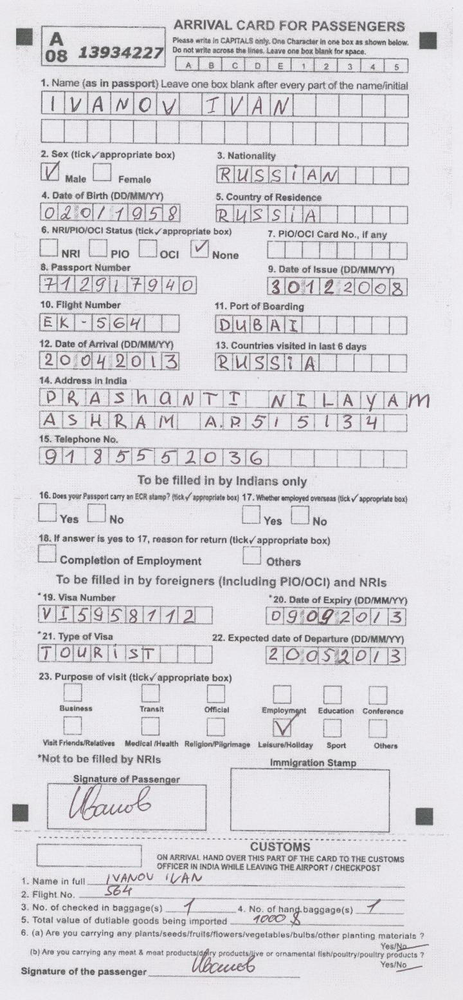 ARRIVAL CARD FOR PASSENGERS
A
08 13934227
Please write in CAPITALS only. One Character in one box as shown below.
Do not write across the lines. Leave one box blank for space.
A B C D E 1 2 3 4 5
1. Name (as in passport) Leave one box blank after every part of the name/initial
IVANOV IVAN
2. Sex (tick✓appropriate box) 3. Nationality
✓ Male Female RUSSiAN
4. Date of Birth (DD/MM/YY) 5. Country of Residence
02011958 RUSSiA
6. NRI/PIO/OCI Status (tick✓appropriate box) 7. PIO/OCI Card No., if any
NRI PIO OCI ✓ None
8. Passport Number 9. Date of Issue (DD/MM/YY)
712917940 30122008
10. Flight Number 11. Port of Boarding
EK-564 DUBAI
12. Date of Arrival (DD/MM/YY) 13. Countries visited in last 6 days
20042013 RUSSiA
14. Address in India
PRAShaNTI NILAYAM
ASHRAM A.P.515134
15. Telephone No.
9185552036
To be filled in by Indians only
16. Does your Passport carry an ECR stamp? (tick✓appropriate box) 17. Whether employed overseas (tick✓appropriate box)
Yes No Yes No
18. If answer is yes to 17, reason for return (tick✓appropriate box)
Completion of Employment Others
To be filled in by foreigners (Including PIO/OCI) and NRIs
*19. Visa Number *20. Date of Expiry (DD/MM/YY)
VI5958112 09092013
*21. Type of Visa 22. Expected date of Departure (DD/MM/YY)
TOURiST 20052013
23. Purpose of visit (tick✓appropriate box)
Business Transit Official Employment Education Conference
✓
Visit Friends/Relatives Medical /Health Religion/Pilgrimage Leisure/Holiday Sport Others
*Not to be filled by NRIs
Immigration Stamp
Signature of Passenger
Иванов
CUSTOMS
ON ARRIVAL HAND OVER THIS PART OF THE CARD TO THE CUSTOMS
OFFICER IN INDIA WHILE LEAVING THE AIRPORT / CHECKPOST
1. Name in full IVANOV iVAN
2. Flight No. 564
3. No. of checked in baggage(s) 1 4. No. of hand baggage(s) 1
5. Total value of dutiable goods being imported 1000 $
6. (a) Are you carrying any plants/seeds/fruits/flowers/vegetables/bulbs/other planting materials ?
Yes/No
(b) Are you carrying any meat & meat products/dairy products/live or ornamental fish/poultry/poultry products ?
Yes/No
Signature of the passenger Иванов